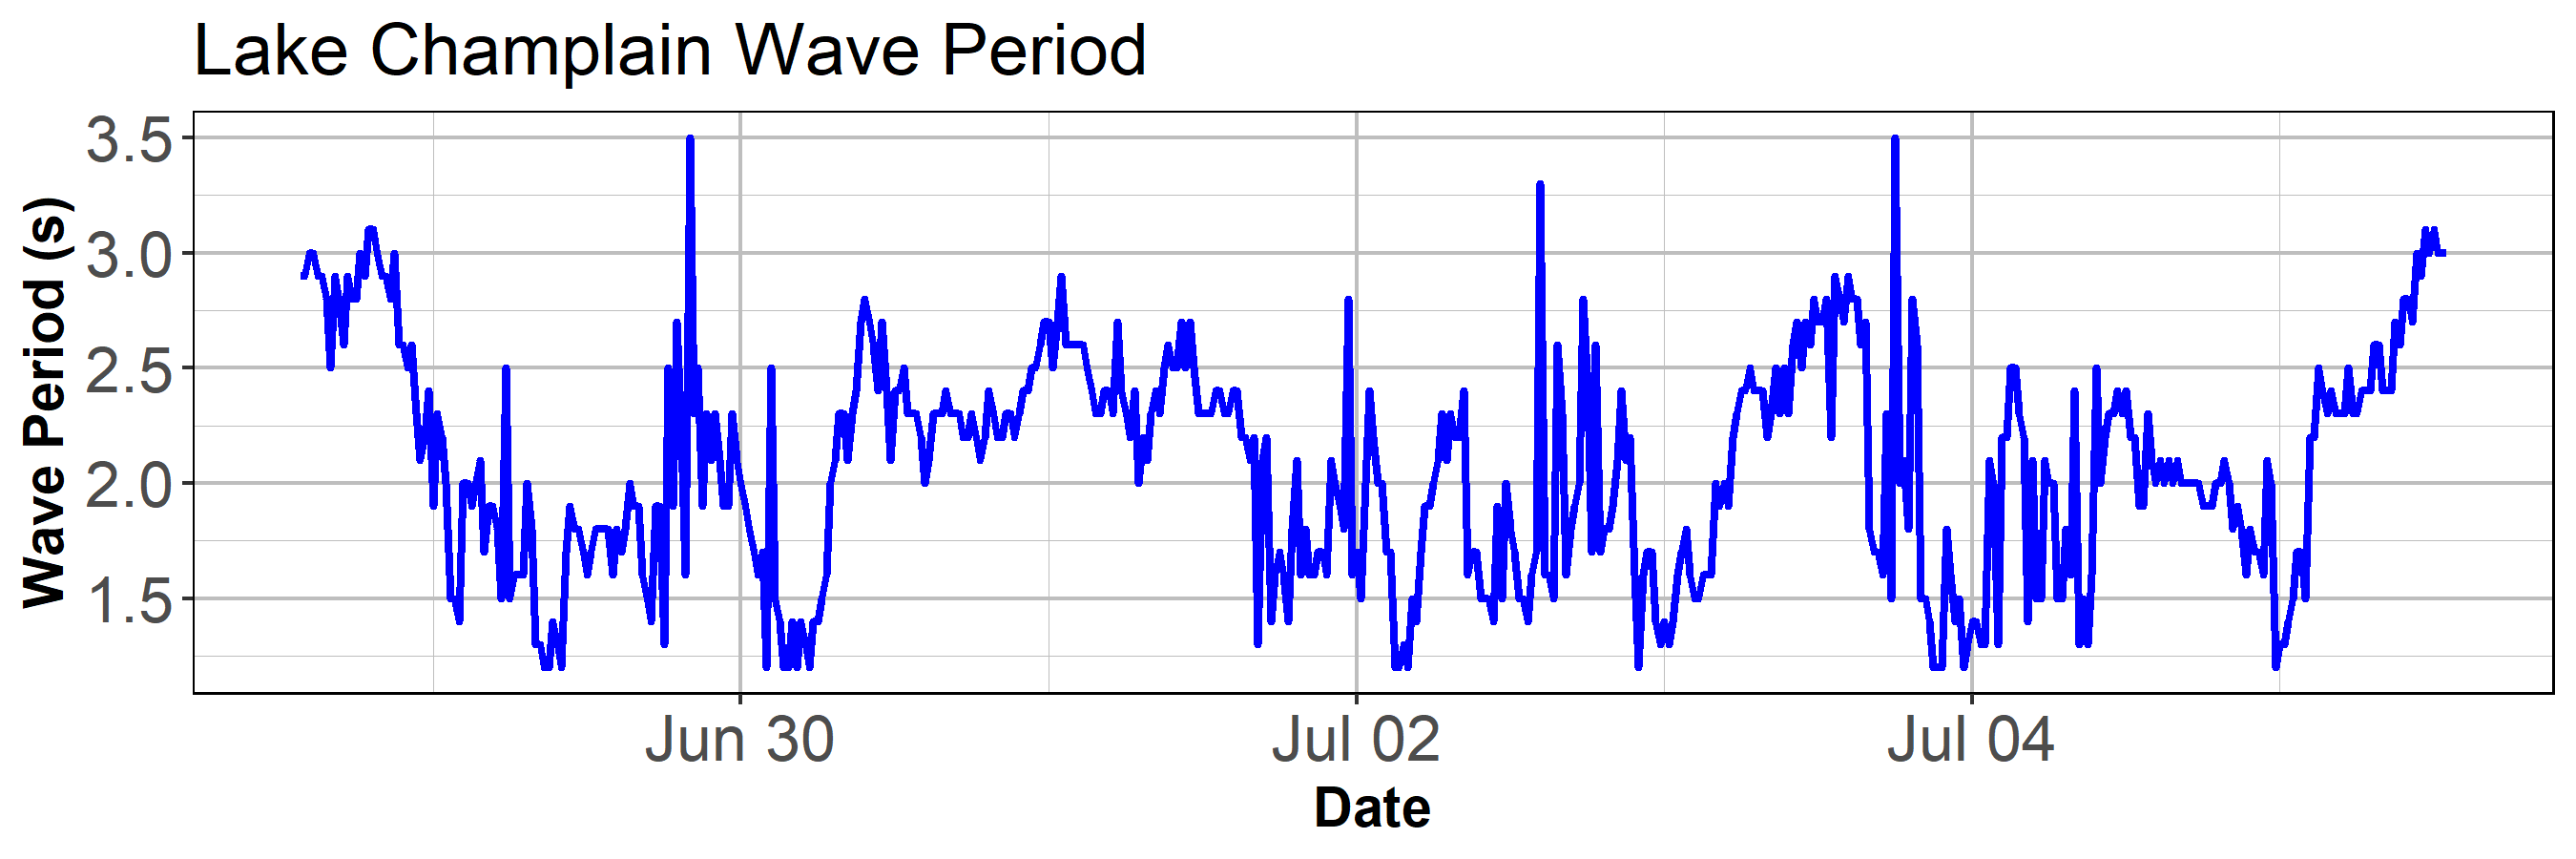 Lake Champlain Wave Period
Wave Period (s)
3.5
3.0
2.5
2.0
1.5
Jun 30 Jul 02 Jul 04
Date